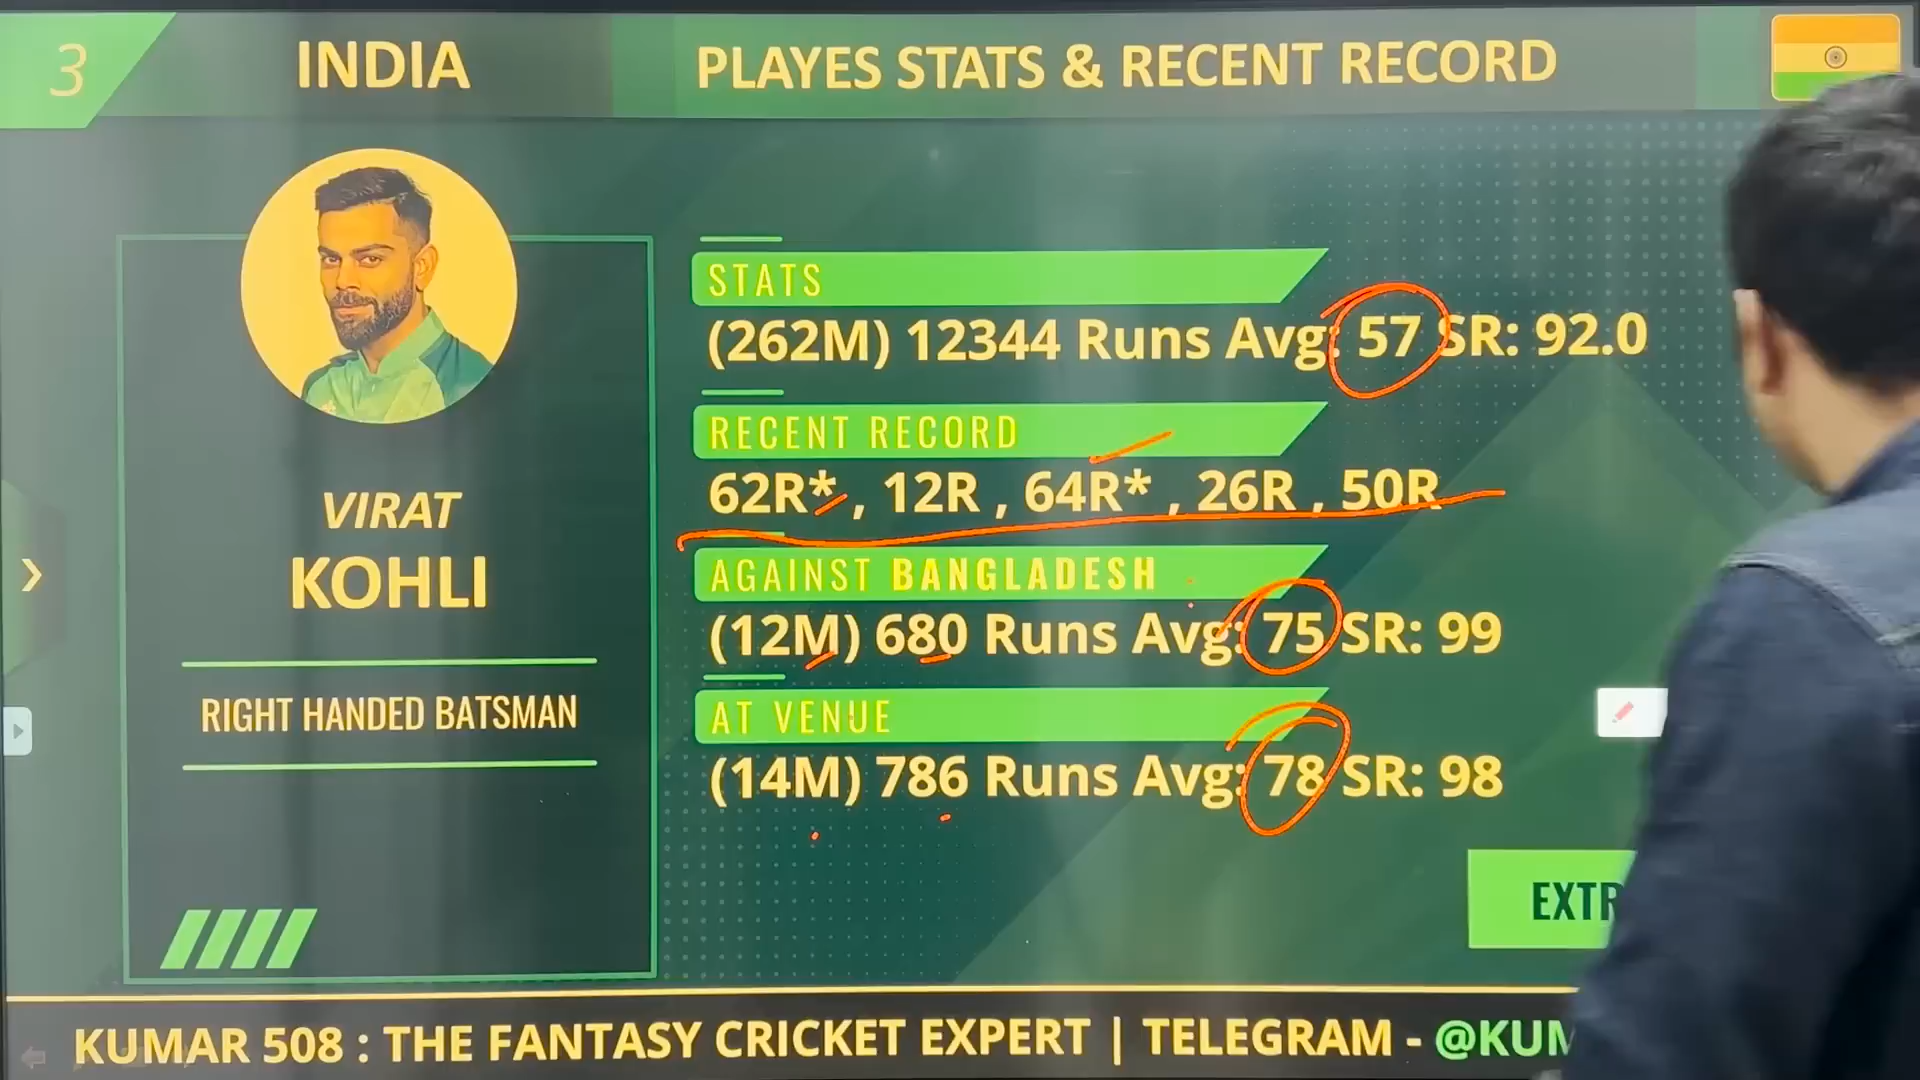 3
INDIA
PLAYES STATS & RECENT RECORD
VIRAT
KOHLI
RIGHT HANDED BATSMAN
STATS
(262M) 12344 Runs Avg: 57 SR: 92.0
RECENT RECORD
62R* , 12R , 64R* , 26R , 50R
AGAINST BANGLADESH
(12M) 680 Runs Avg: 75 SR: 99
AT VENUE
(14M) 786 Runs Avg: 78 SR: 98
KUMAR 508 : THE FANTASY CRICKET EXPERT | TELEGRAM -